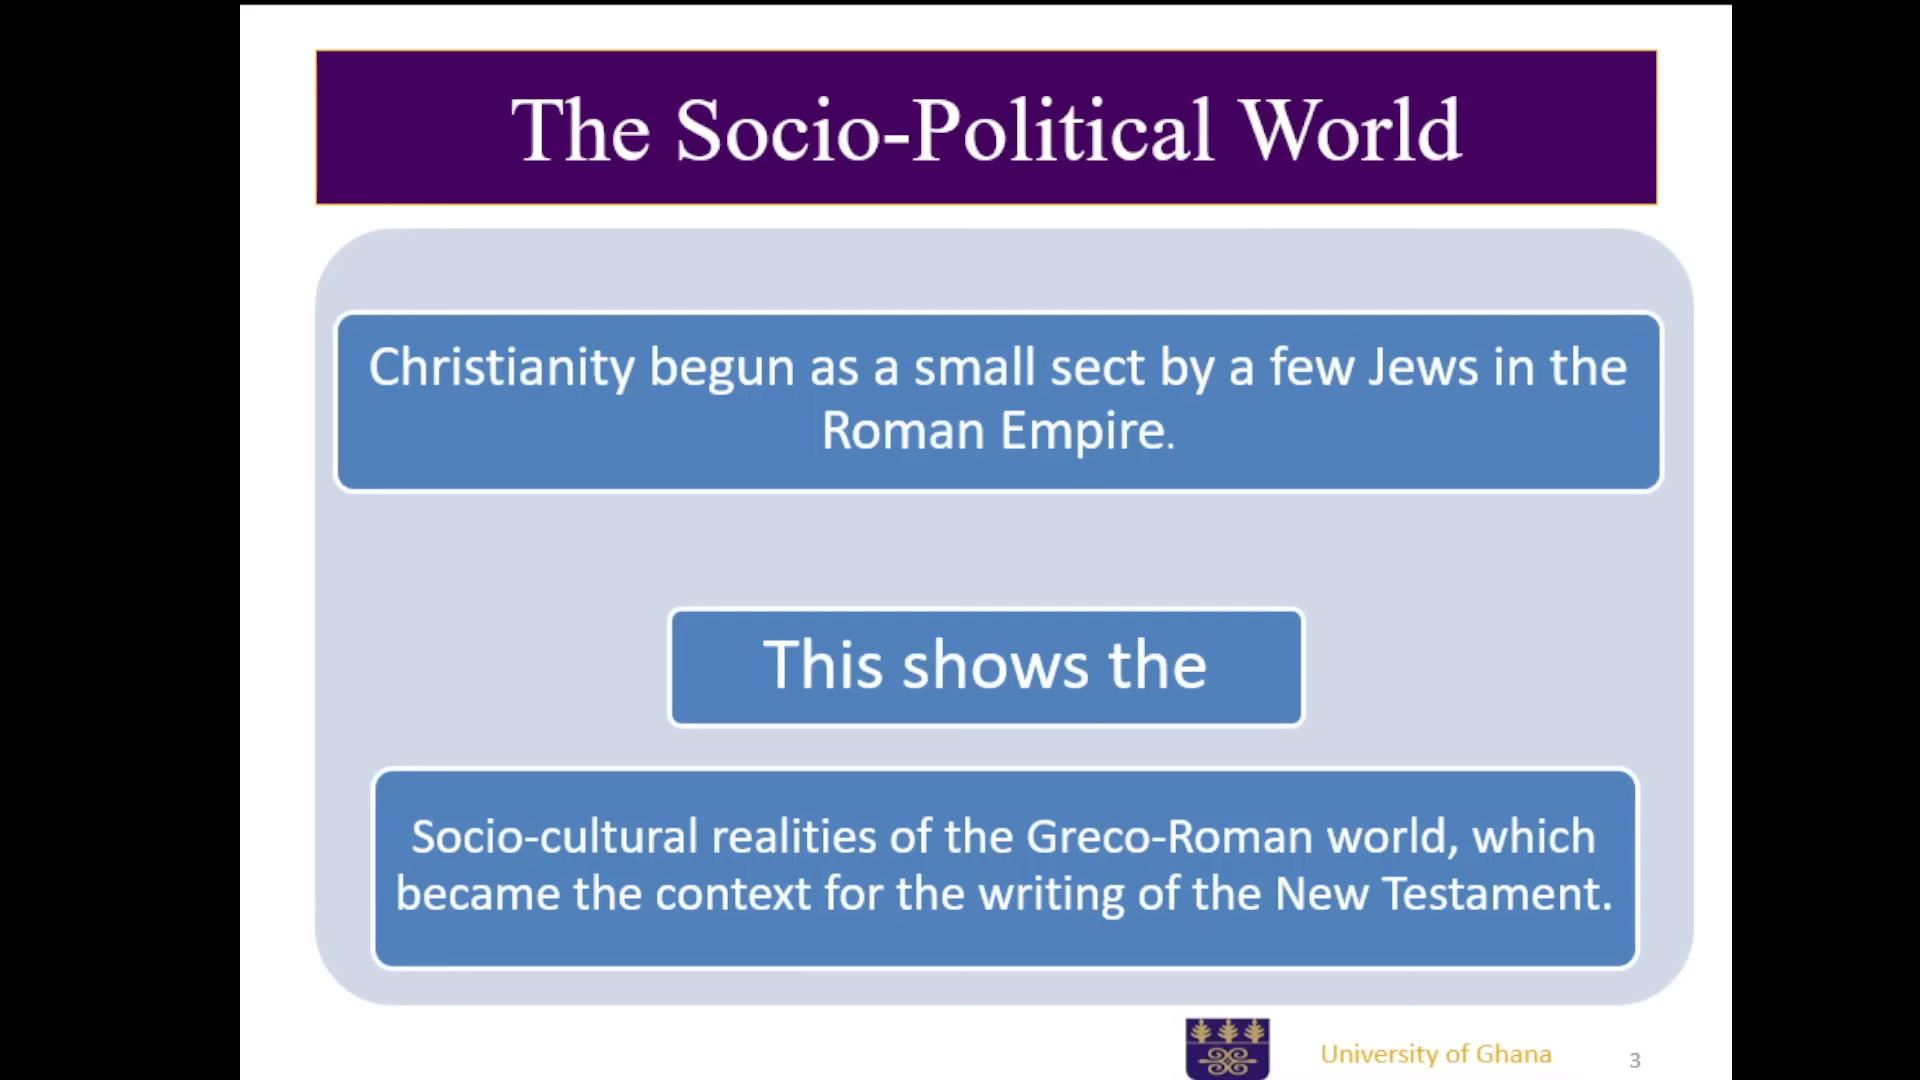 The Socio-Political World
Christianity begun as a small sect by a few Jews in the
Roman Empire.
This shows the
Socio-cultural realities of the Greco-Roman world, which
became the context for the writing of the New Testament.
University of Ghana
3